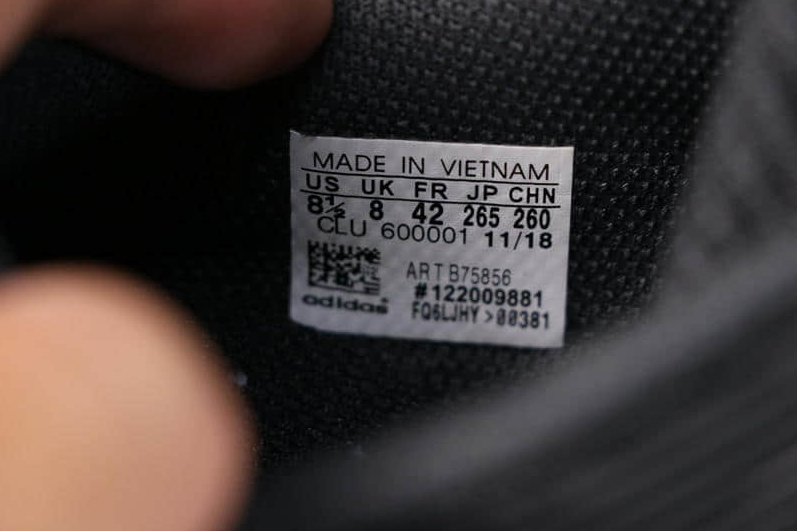 MADE IN VIETNAM
US UK FR JP CHN
8½ 8 42 265 260
CLU 600001 11/18
ART B75856
#122009881
adidas®
FQ6LJHY >00381